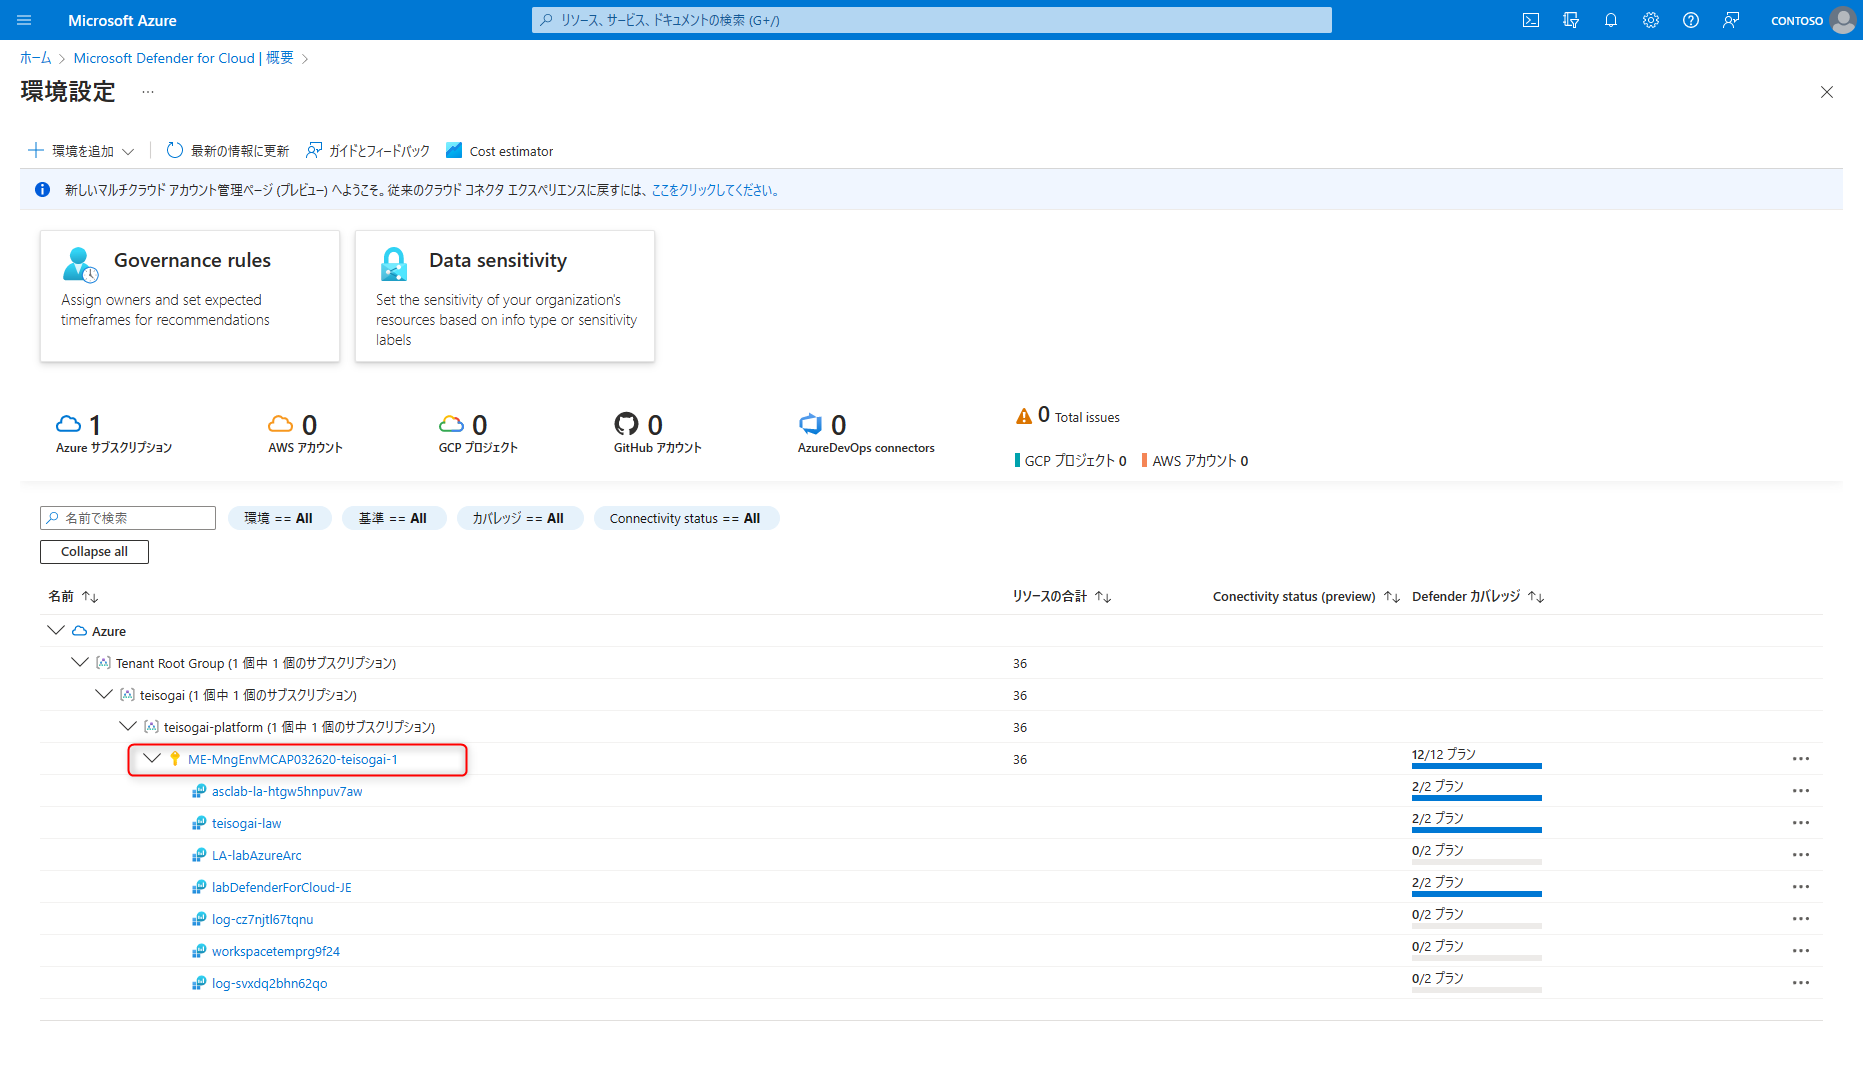 Microsoft Azure
リソース、サービス、ドキュメントの検索 (G+/)
CONTOSO
ホーム > Microsoft Defender for Cloud | 概要 >
環境設定 …
環境を追加
最新の情報に更新
ガイドとフィードバック
Cost estimator
新しいマルチクラウド アカウント管理ページ (プレビュー) へようこそ。従来のクラウド コネクタ エクスペリエンスに戻すには、ここをクリックしてください。
Governance rules
Assign owners and set expected
timeframes for recommendations
Data sensitivity
Set the sensitivity of your organization's
resources based on info type or sensitivity
labels
1
Azure サブスクリプション
0
AWS アカウント
0
GCP プロジェクト
0
GitHub アカウント
0
AzureDevOps connectors
0 Total issues
GCP プロジェクト 0
AWS アカウント 0
名前で検索
環境 == All
基準 == All
カバレッジ == All
Connectivity status == All
Collapse all
名前 リソースの合計 Conectivity status (preview) Defender カバレッジ
Azure
Tenant Root Group (1 個中 1 個のサブスクリプション) 36
teisogai (1 個中 1 個のサブスクリプション) 36
teisogai-platform (1 個中 1 個のサブスクリプション) 36
ME-MngEnvMCAP032620-teisogai-1 36 12/12 プラン
asclab-la-htgw5hnpuv7aw 2/2 プラン
teisogai-law 2/2 プラン
LA-labAzureArc 0/2 プラン
labDefenderForCloud-JE 2/2 プラン
log-cz7njtl67tqnu 0/2 プラン
workspacetemprg9f24 0/2 プラン
log-svxdq2bhn62qo 0/2 プラン